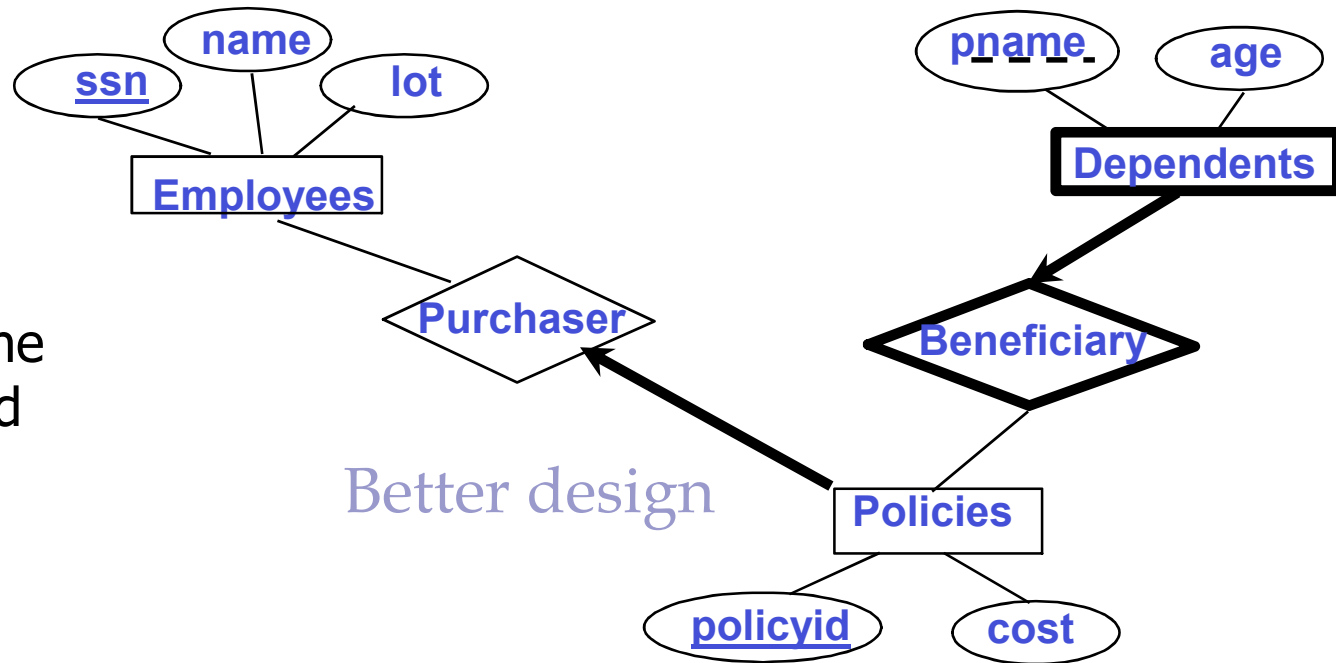 name
ssn
lot
Employees
pname
age
Dependents
Purchaser
Beneficiary
d
Better design
Policies
policyid
cost